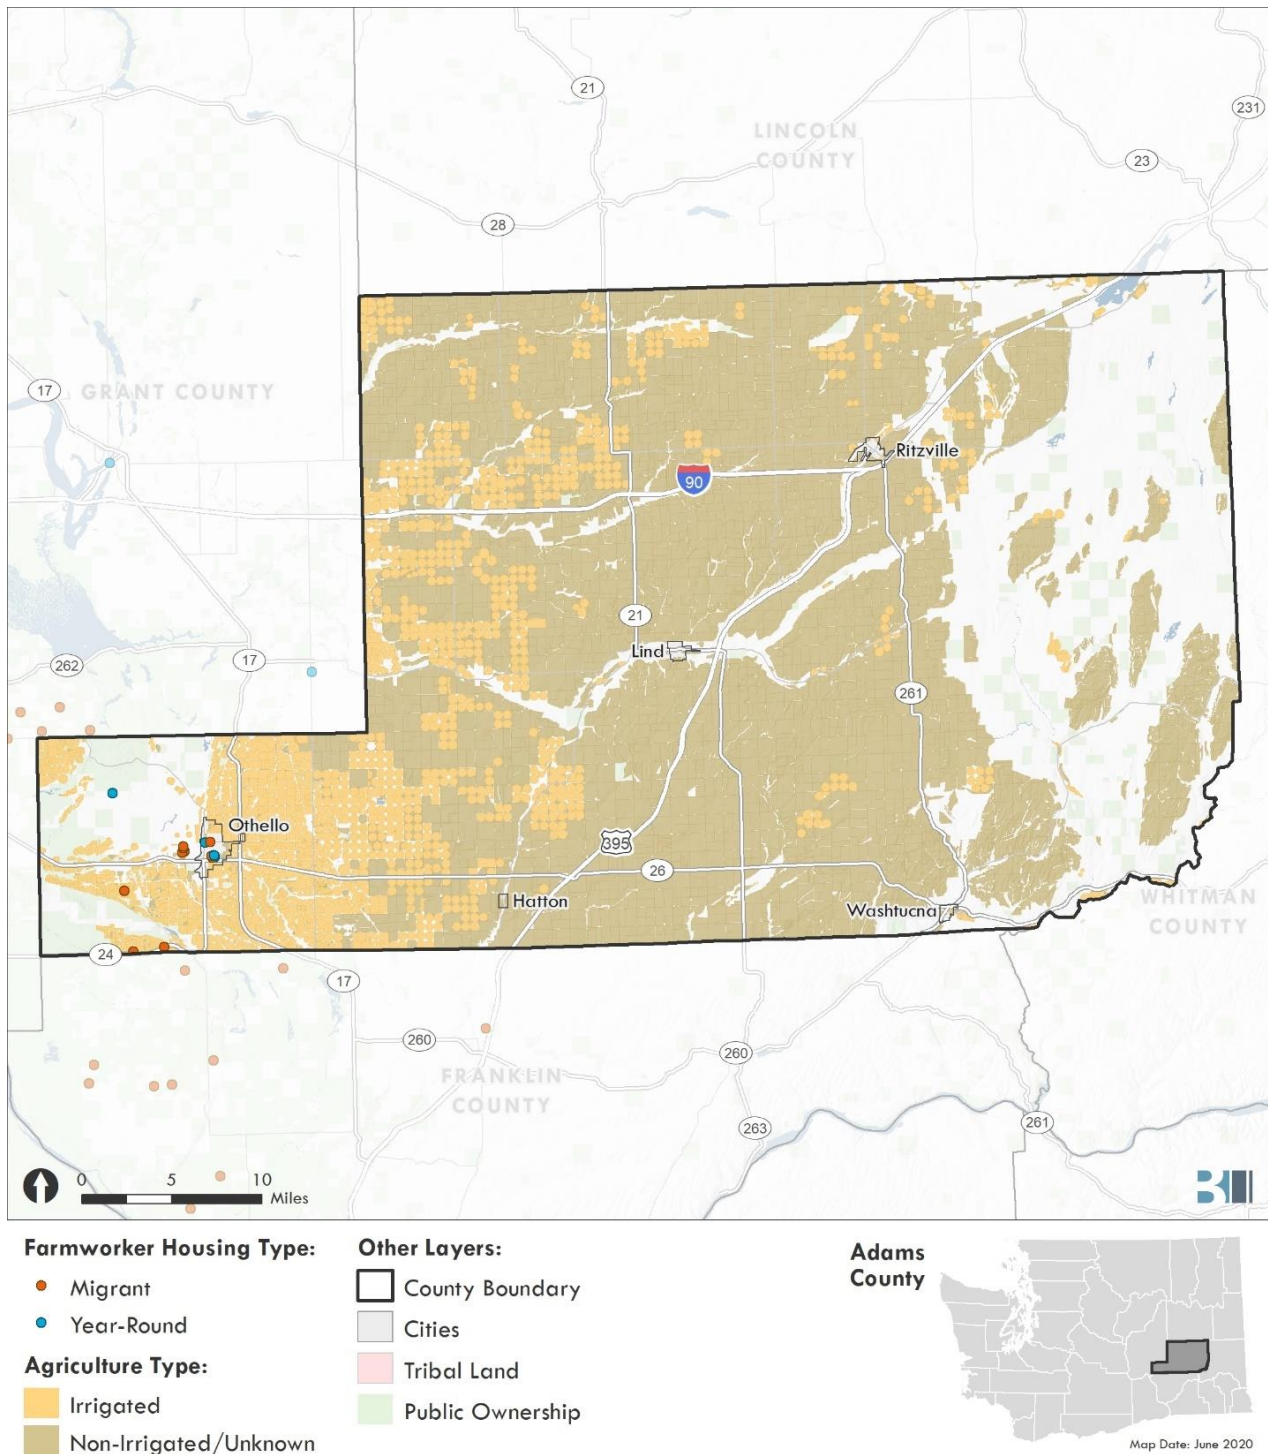 21
231
LINCOLN
COUNTY
23
28
17
GRANT COUNTY
Ritzville
90
21
Lind
17
262
261
Othello
395
26
Hatton
Washtucna
WHITMAN
COUNTY
24
17
260
260
FRANKLIN
COUNTY
263
261
0 5 10
Miles
Farmworker Housing Type:
Migrant
Year-Round
Agriculture Type:
Irrigated
Non-Irrigated/Unknown
Other Layers:
County Boundary
Cities
Tribal Land
Public Ownership
Adams
County
Map Date: June 2020